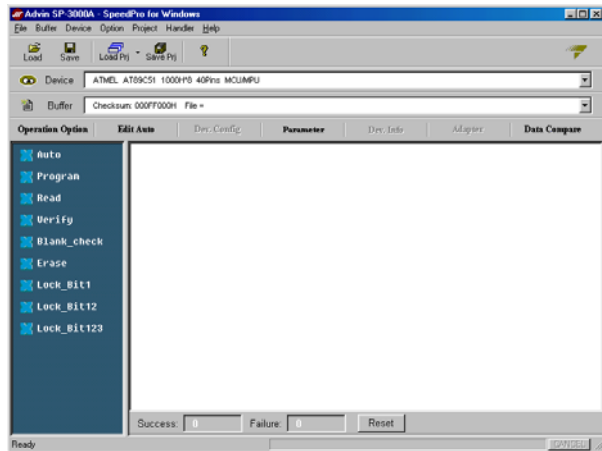 Advin SP-3000A - SpeedPro for Windows
File Buffer Device Option Project Handler Help
Load Save Load Prj Save Prj
Device ATMEL AT89C51 1000H*8 40Pins MCU/MPU
Buffer Checksum: 000FF000H File =
Operation Option Edit Auto Dev. Config Parameter Dev. Info Adapter Data Compare
Auto
Program
Read
Verify
Blank_check
Erase
Lock_Bit1
Lock_Bit12
Lock_Bit123
Success: 0 Failure: 0 Reset
Ready CANCEL